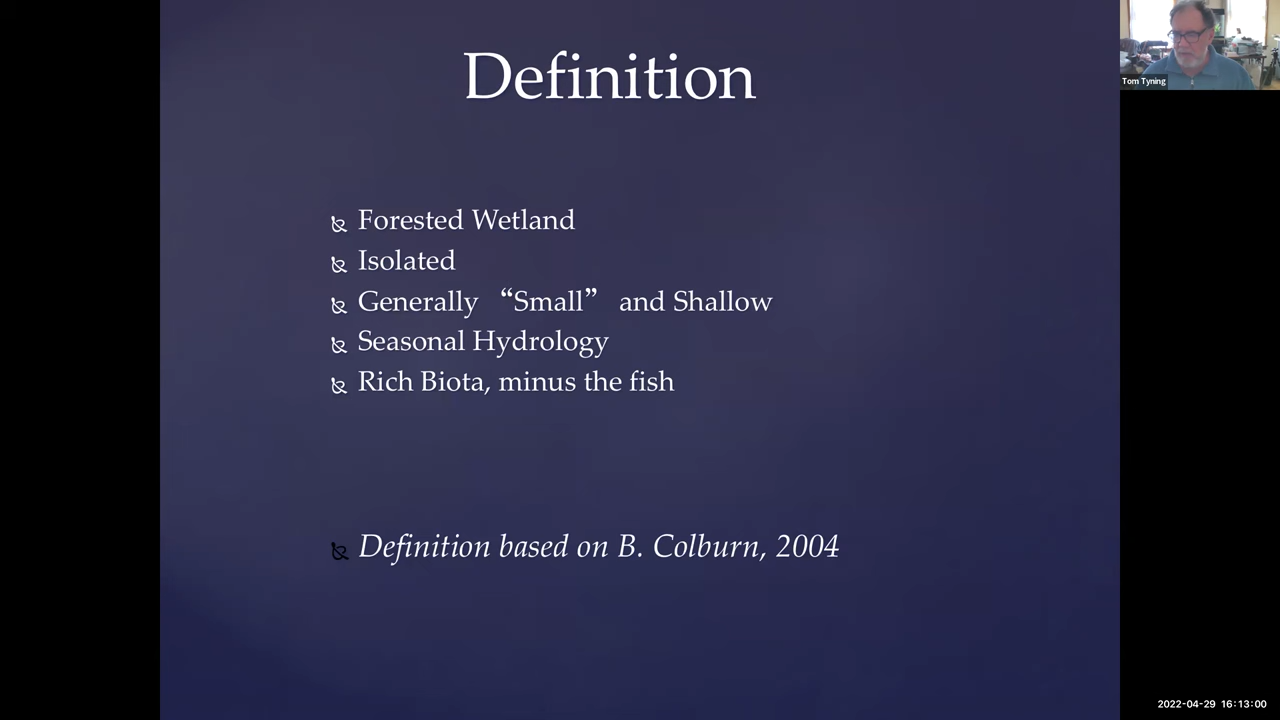 Definition
Tom Tyning
Forested Wetland
Isolated
Generally “Small” and Shallow
Seasonal Hydrology
Rich Biota, minus the fish
Definition based on B. Colburn, 2004
2022-04-29 16:13:00